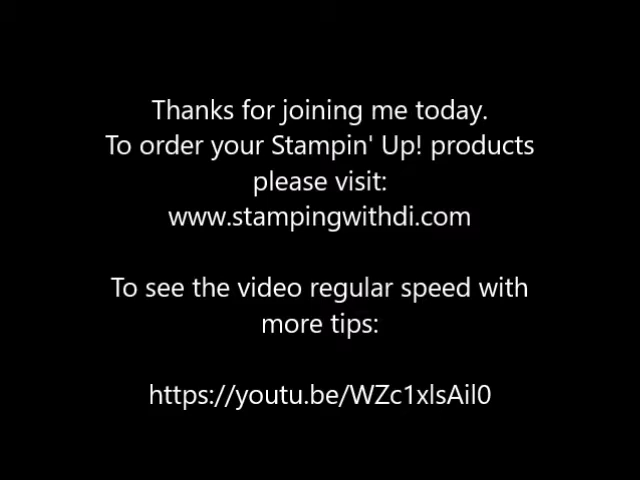 Thanks for joining me today.
To order your Stampin' Up! products
please visit:
www.stampingwithdi.com
To see the video regular speed with
more tips:
https://youtu.be/WZc1xlsAil0